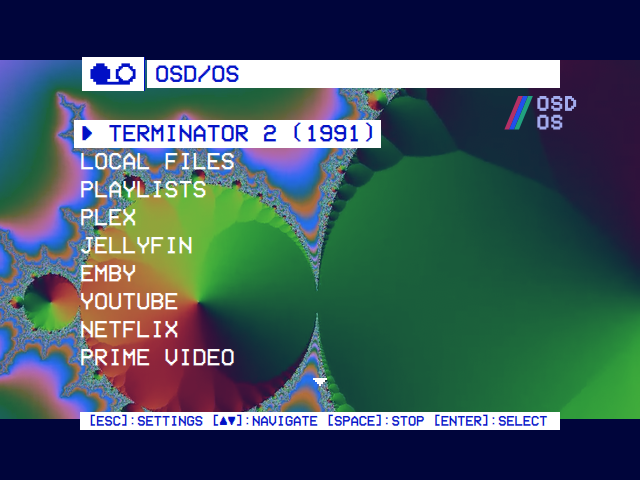 OSD/OS
OSD
OS
▶ TERMINATOR 2 (1991)
LOCAL FILES
PLAYLISTS
PLEX
JELLYFIN
EMBY
YOUTUBE
NETFLIX
PRIME VIDEO
[ESC]:SETTINGS [▲▼]:NAVIGATE [SPACE]:STOP [ENTER]:SELECT